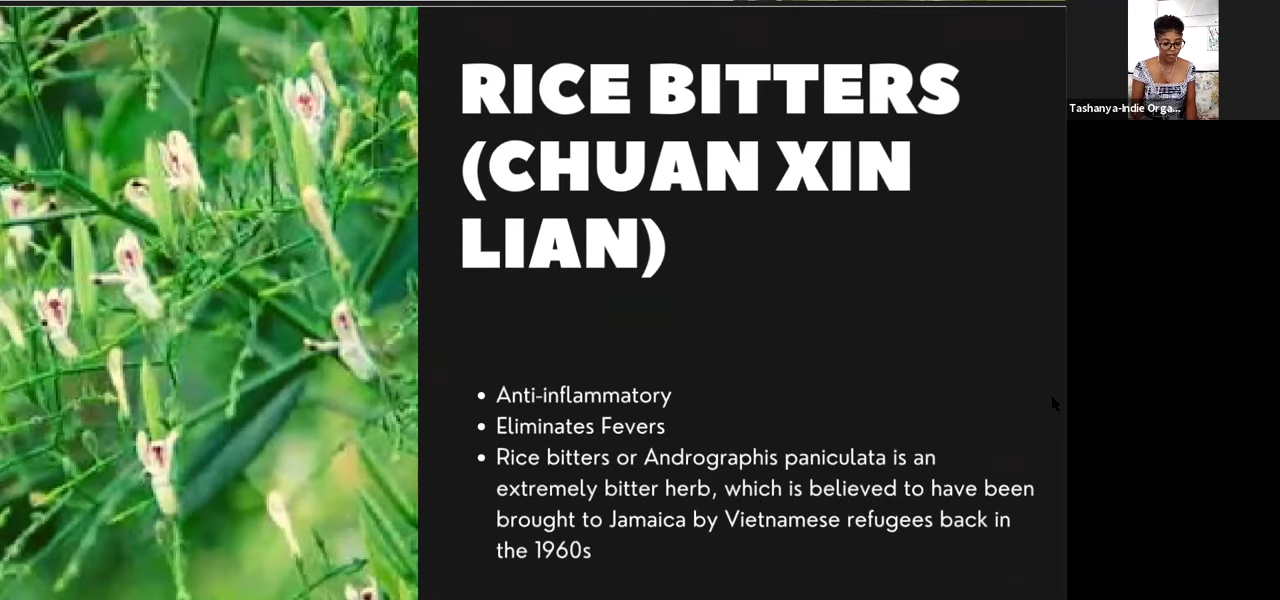 RICE BITTERS
(CHUAN XIN
LIAN)
Anti-inflammatory
Eliminates Fevers
Rice bitters or Andrographis paniculata is an
extremely bitter herb, which is believed to have been
brought to Jamaica by Vietnamese refugees back in
the 1960s
Tashanya-Indie Orga...